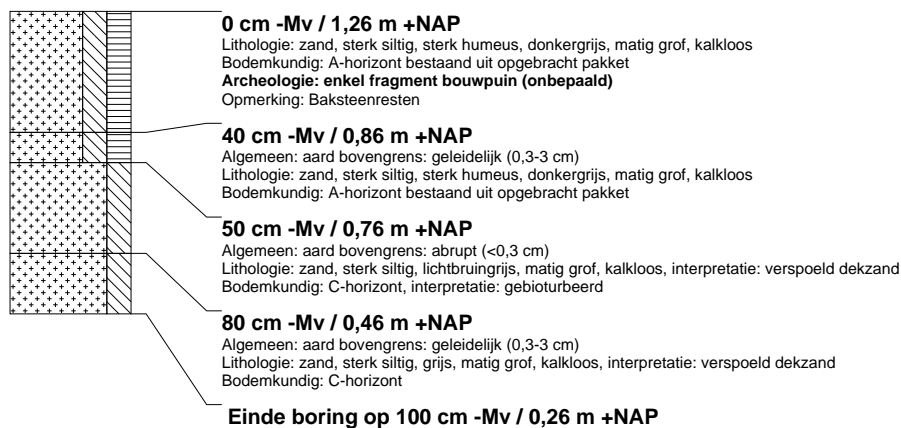 0 cm -Mv / 1,26 m +NAP
Lithologie: zand, sterk siltig, sterk humeus, donkergrijs, matig grof, kalkloos
Bodemkundig: A-horizont bestaand uit opgebracht pakket
Archeologie: enkel fragment bouwpuin (onbepaald)
Opmerking: Baksteenresten
40 cm -Mv / 0,86 m +NAP
Algemeen: aard bovengrens: geleidelijk (0,3-3 cm)
Lithologie: zand, sterk siltig, sterk humeus, donkergrijs, matig grof, kalkloos
Bodemkundig: A-horizont bestaand uit opgebracht pakket
50 cm -Mv / 0,76 m +NAP
Algemeen: aard bovengrens: abrupt (<0,3 cm)
Lithologie: zand, sterk siltig, lichtbruingrijs, matig grof, kalkloos, interpretatie: verspoeld dekzand
Bodemkundig: C-horizont, interpretatie: gebioturbeerd
80 cm -Mv / 0,46 m +NAP
Algemeen: aard bovengrens: geleidelijk (0,3-3 cm)
Lithologie: zand, sterk siltig, grijs, matig grof, kalkloos, interpretatie: verspoeld dekzand
Bodemkundig: C-horizont
Einde boring op 100 cm -Mv / 0,26 m +NAP